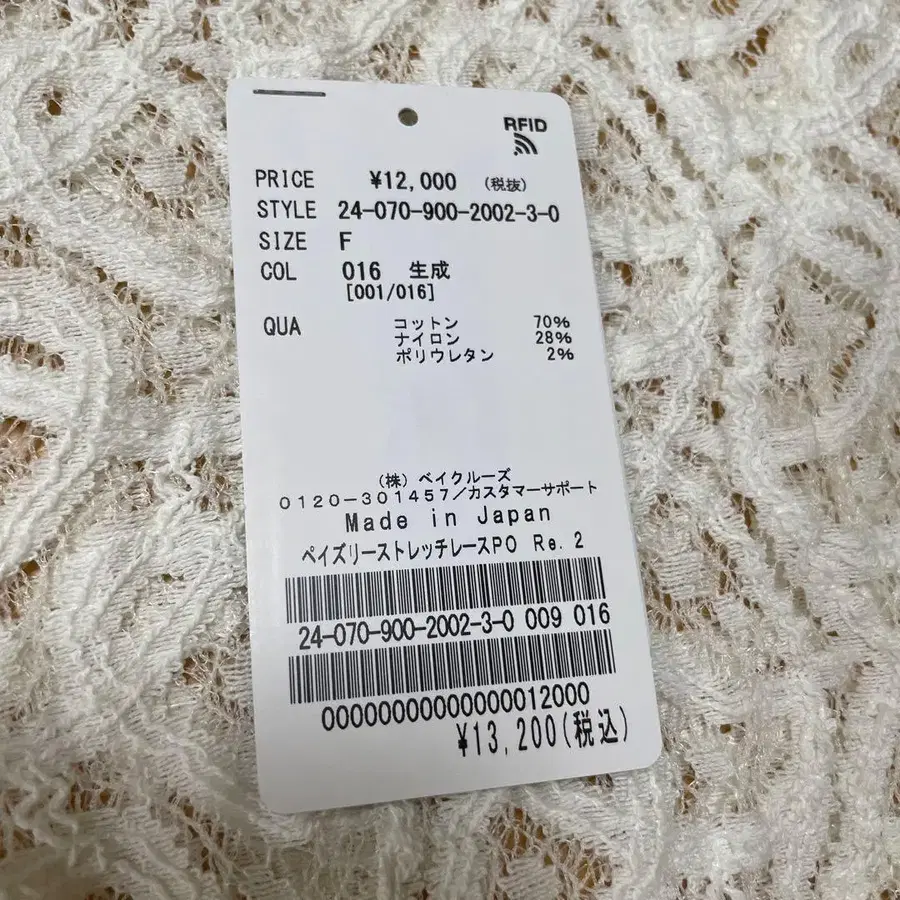 RFID
PRICE ¥12,000 (税抜)
STYLE 24-070-900-2002-3-0
SIZE F
COL 016 生成
[001/016]
QUA コットン 70%
ナイロン 28%
ポリウレタン 2%
(株)ベイクルーズ
0120-301457/カスタマーサポート
Made in Japan
ペイズリーストレッチレースPO Re.2
24-070-900-2002-3-0 009 016
00000000000000012000
¥13,200(税込)